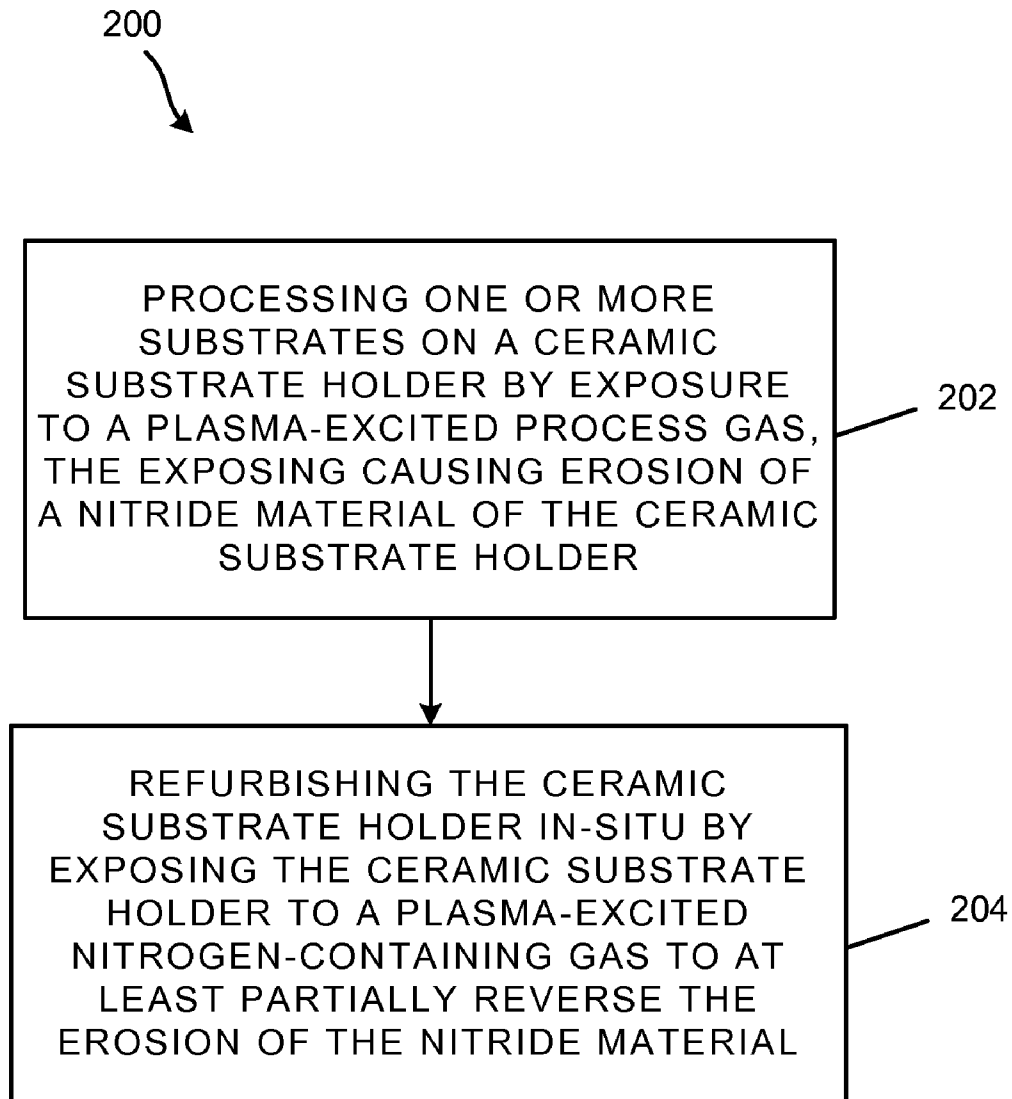 200
PROCESSING ONE OR MORE
SUBSTRATES ON A CERAMIC
SUBSTRATE HOLDER BY EXPOSURE
TO A PLASMA-EXCITED PROCESS GAS,
THE EXPOSING CAUSING EROSION OF
A NITRIDE MATERIAL OF THE CERAMIC
SUBSTRATE HOLDER
202
REFURBISHING THE CERAMIC
SUBSTRATE HOLDER IN-SITU BY
EXPOSING THE CERAMIC SUBSTRATE
HOLDER TO A PLASMA-EXCITED
NITROGEN-CONTAINING GAS TO AT
LEAST PARTIALLY REVERSE THE
EROSION OF THE NITRIDE MATERIAL
204